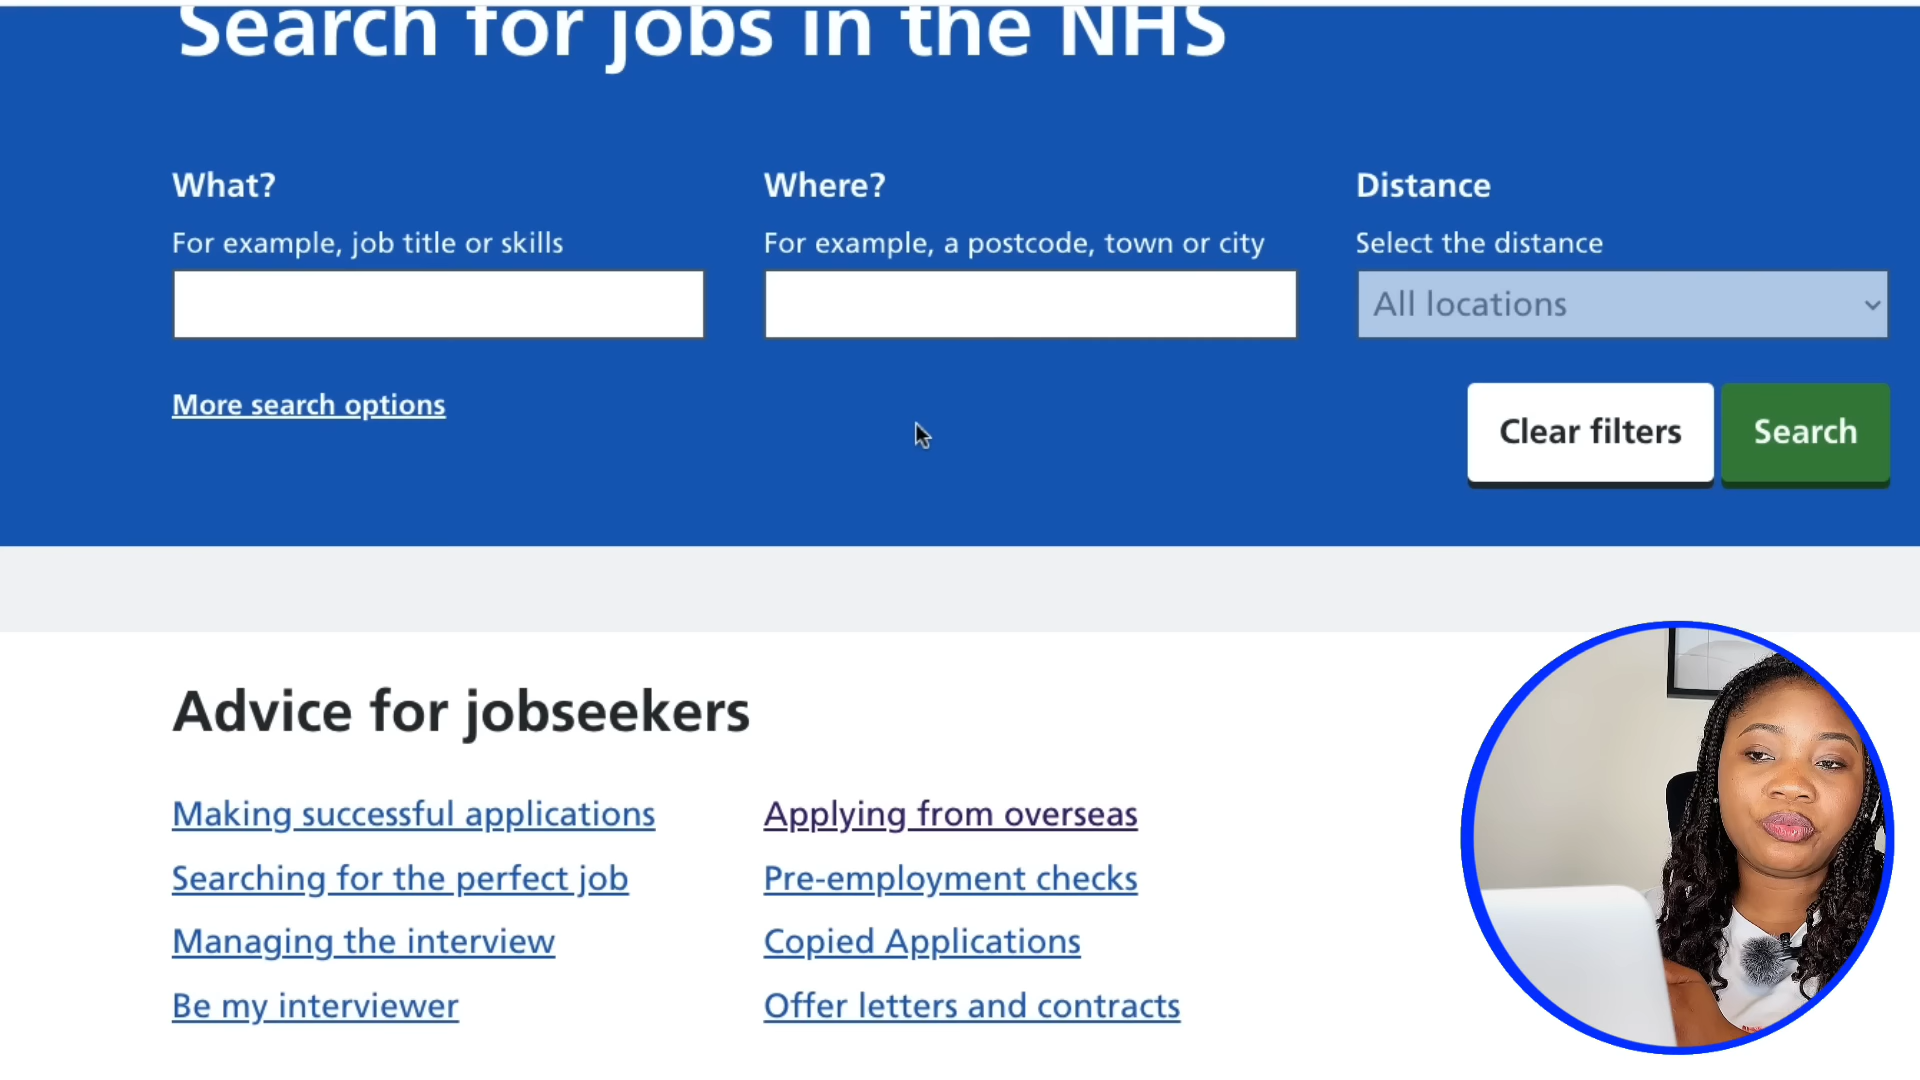 Search for jobs in the NHS
What?
Where?
Distance
For example, job title or skills
For example, a postcode, town or city
Select the distance
All locations
More search options
Clear filters
Search
Advice for jobseekers
Making successful applications
Applying from overseas
Searching for the perfect job
Pre-employment checks
Managing the interview
Copied Applications
Be my interviewer
Offer letters and contracts